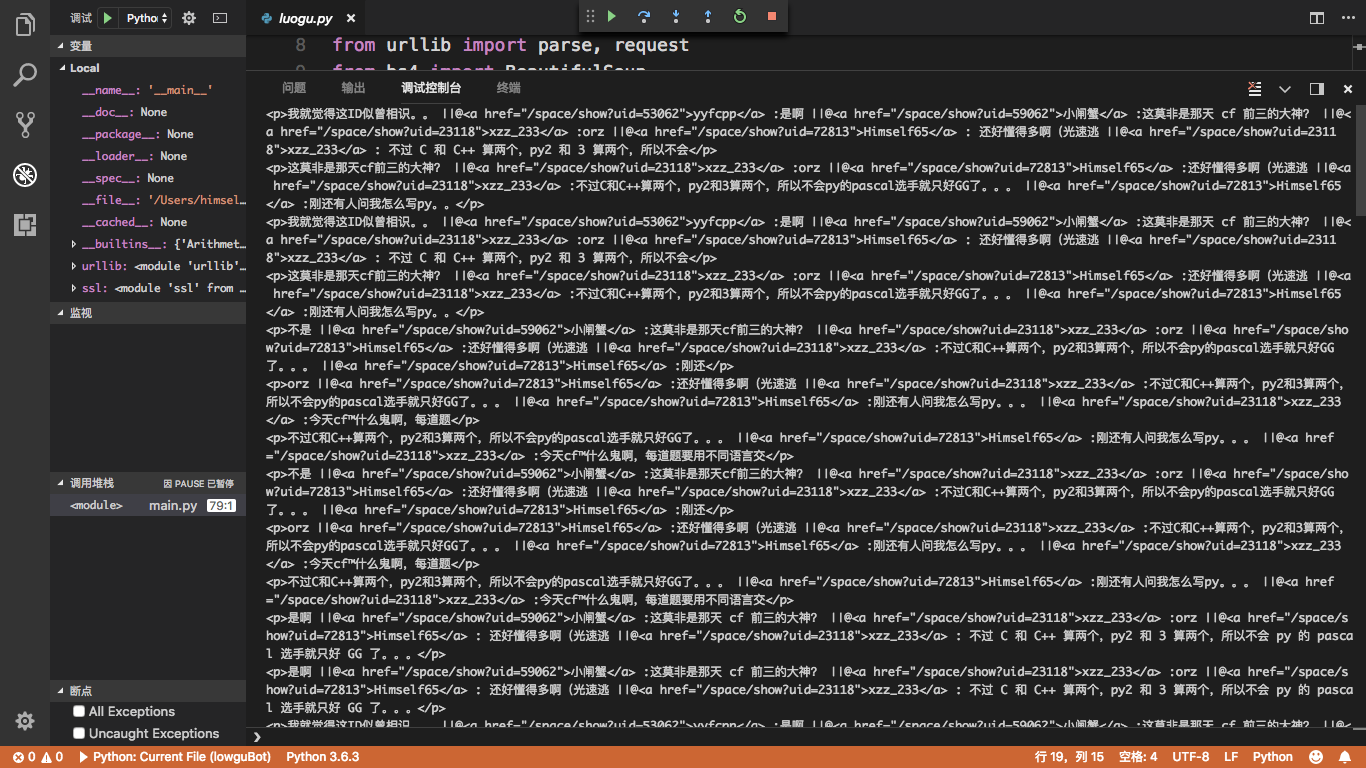 调试 Pytho
变量
Local
__name__: '__main__'
__doc__: None
__package__: None
__loader__: None
__spec__: None
__file__: '/Users/himsel…
__cached__: None
__builtins__: {'Arithmet…
urllib: <module 'urllib'…
ssl: <module 'ssl' from …
监视
调用堆栈 因 PAUSE 已暂停
<module> main.py 79:1
断点
All Exceptions
Uncaught Exceptions
luogu.py
8 from urllib import parse, request
9 from bs4 import BeautifulSoup
问题 输出 调试控制台 终端
<p>我就觉得这ID似曾相识。。 ||@<a href="/space/show?uid=53062">yyfcpp</a> :是啊 ||@<a href="/space/show?uid=59062">小闸蟹</a> :这莫非是那天 cf 前三的大神?  ||@<
a href="/space/show?uid=23118">xzz_233</a> :orz ||@<a href="/space/show?uid=72813">Himself65</a> : 还好懂得多啊（光速逃 ||@<a href="/space/show?uid=2311
8">xzz_233</a> : 不过 C 和 C++ 算两个，py2 和 3 算两个，所以不会</p>
<p>这莫非是那天cf前三的大神?  ||@<a href="/space/show?uid=23118">xzz_233</a> :orz ||@<a href="/space/show?uid=72813">Himself65</a> :还好懂得多啊（光速逃 ||@<a
 href="/space/show?uid=23118">xzz_233</a> :不过C和C++算两个，py2和3算两个，所以不会py的pascal选手就只好GG了。。。 ||@<a href="/space/show?uid=72813">Himself65
</a> :刚还有人问我怎么写py。。</p>
<p>我就觉得这ID似曾相识。。 ||@<a href="/space/show?uid=53062">yyfcpp</a> :是啊 ||@<a href="/space/show?uid=59062">小闸蟹</a> :这莫非是那天 cf 前三的大神?  ||@<
a href="/space/show?uid=23118">xzz_233</a> :orz ||@<a href="/space/show?uid=72813">Himself65</a> : 还好懂得多啊（光速逃 ||@<a href="/space/show?uid=2311
8">xzz_233</a> : 不过 C 和 C++ 算两个，py2 和 3 算两个，所以不会</p>
<p>这莫非是那天cf前三的大神?  ||@<a href="/space/show?uid=23118">xzz_233</a> :orz ||@<a href="/space/show?uid=72813">Himself65</a> :还好懂得多啊（光速逃 ||@<a
 href="/space/show?uid=23118">xzz_233</a> :不过C和C++算两个，py2和3算两个，所以不会py的pascal选手就只好GG了。。。 ||@<a href="/space/show?uid=72813">Himself65
</a> :刚还有人问我怎么写py。。</p>
<p>不是 ||@<a href="/space/show?uid=59062">小闸蟹</a> :这莫非是那天cf前三的大神?  ||@<a href="/space/show?uid=23118">xzz_233</a> :orz ||@<a href="/space/sho
w?uid=72813">Himself65</a> :还好懂得多啊（光速逃 ||@<a href="/space/show?uid=23118">xzz_233</a> :不过C和C++算两个，py2和3算两个，所以不会py的pascal选手就只好GG
了。。。 ||@<a href="/space/show?uid=72813">Himself65</a> :刚还</p>
<p>orz ||@<a href="/space/show?uid=72813">Himself65</a> :还好懂得多啊（光速逃 ||@<a href="/space/show?uid=23118">xzz_233</a> :不过C和C++算两个，py2和3算两个，
所以不会py的pascal选手就只好GG了。。。 ||@<a href="/space/show?uid=72813">Himself65</a> :刚还有人问我怎么写py。。。 ||@<a href="/space/show?uid=23118">xzz_233
</a> :今天cf™什么鬼啊，每道题</p>
<p>不过C和C++算两个，py2和3算两个，所以不会py的pascal选手就只好GG了。。。 ||@<a href="/space/show?uid=72813">Himself65</a> :刚还有人问我怎么写py。。。 ||@<a href
="/space/show?uid=23118">xzz_233</a> :今天cf™什么鬼啊，每道题要用不同语言交</p>
<p>不是 ||@<a href="/space/show?uid=59062">小闸蟹</a> :这莫非是那天cf前三的大神?  ||@<a href="/space/show?uid=23118">xzz_233</a> :orz ||@<a href="/space/sho
w?uid=72813">Himself65</a> :还好懂得多啊（光速逃 ||@<a href="/space/show?uid=23118">xzz_233</a> :不过C和C++算两个，py2和3算两个，所以不会py的pascal选手就只好GG
了。。。 ||@<a href="/space/show?uid=72813">Himself65</a> :刚还</p>
<p>orz ||@<a href="/space/show?uid=72813">Himself65</a> :还好懂得多啊（光速逃 ||@<a href="/space/show?uid=23118">xzz_233</a> :不过C和C++算两个，py2和3算两个，
所以不会py的pascal选手就只好GG了。。。 ||@<a href="/space/show?uid=72813">Himself65</a> :刚还有人问我怎么写py。。。 ||@<a href="/space/show?uid=23118">xzz_233
</a> :今天cf™什么鬼啊，每道题</p>
<p>不过C和C++算两个，py2和3算两个，所以不会py的pascal选手就只好GG了。。。 ||@<a href="/space/show?uid=72813">Himself65</a> :刚还有人问我怎么写py。。。 ||@<a href
="/space/show?uid=23118">xzz_233</a> :今天cf™什么鬼啊，每道题要用不同语言交</p>
<p>是啊 ||@<a href="/space/show?uid=59062">小闸蟹</a> :这莫非是那天 cf 前三的大神?  ||@<a href="/space/show?uid=23118">xzz_233</a> :orz ||@<a href="/space/s
how?uid=72813">Himself65</a> : 还好懂得多啊（光速逃 ||@<a href="/space/show?uid=23118">xzz_233</a> : 不过 C 和 C++ 算两个，py2 和 3 算两个，所以不会 py 的 pasca
l 选手就只好 GG 了。。。</p>
<p>是啊 ||@<a href="/space/show?uid=59062">小闸蟹</a> :这莫非是那天 cf 前三的大神?  ||@<a href="/space/show?uid=23118">xzz_233</a> :orz ||@<a href="/space/s
how?uid=72813">Himself65</a> : 还好懂得多啊（光速逃 ||@<a href="/space/show?uid=23118">xzz_233</a> : 不过 C 和 C++ 算两个，py2 和 3 算两个，所以不会 py 的 pasca
l 选手就只好 GG 了。。。</p>
<p>我就觉得这ID似曾相识。。 ||@<a href="/space/show?uid=53062">yyfcpp</a> :是啊 ||@<a href="/space/show?uid=59062">小闸蟹</a> :这莫非是那天 cf 前三的大神?  ||@<
0 0 Python: Current File (lowguBot) Python 3.6.3 行 19，列 15 空格: 4 UTF-8 LF Python